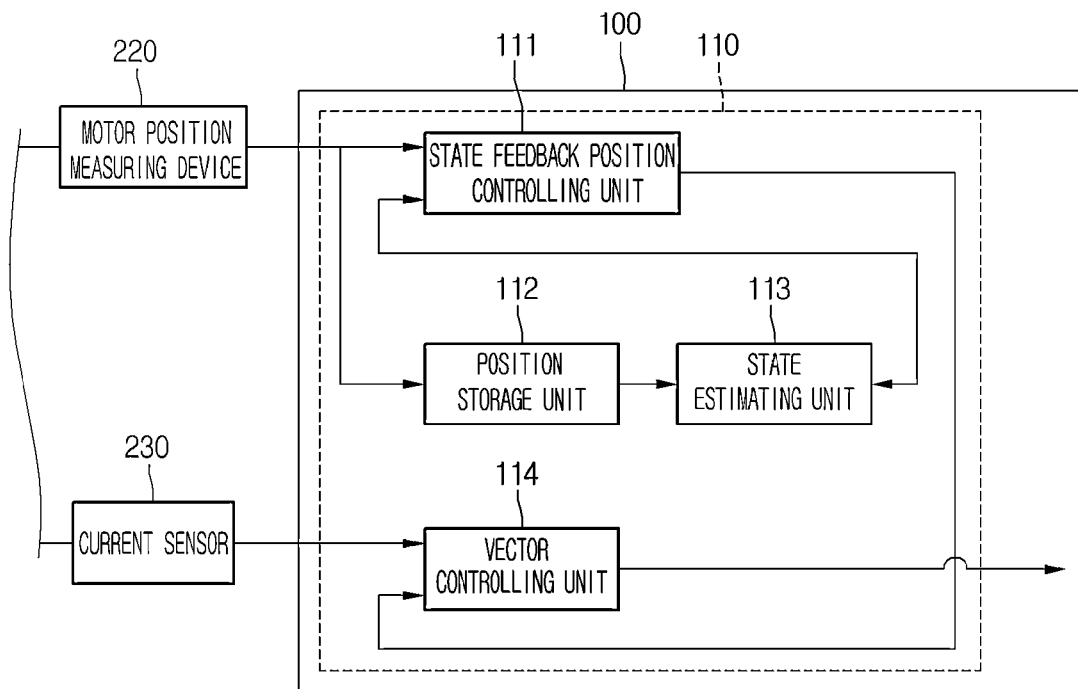 111
100
110
220
MOTOR POSITION
MEASURING DEVICE
STATE FEEDBACK POSITION
CONTROLLING UNIT
112
113
POSITION
STORAGE UNIT
STATE
ESTIMATING UNIT
230
114
CURRENT SENSOR
VECTOR
CONTROLLING UNIT